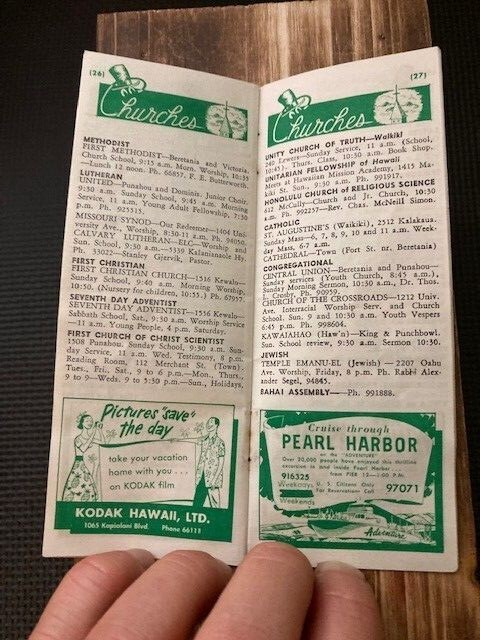 (26)
Churches
METHODIST
FIRST METHODIST—Beretania and Victoria.
Church School, 9:15 a.m. Morn. Worship, 10:35
—Lunch 12 noon. Ph. 66857. F. E. Butterworth.
LUTHERAN
UNITED—Punahou and Dominis. Junior Choir,
9:30 a.m. Sunday School, 9:45 a.m. Morning
Service, 11 a.m. Young Adult Fellowship, 7:30
p.m. Ph. 925315.
MISSOURI SYNOD—Our Redeemer—1404 Uni-
versity Ave., Worship, 8:30-11 a.m. Ph. 94050.
CALVARY LUTHERAN—ELC—Worship and
Sun. School, 9:30 a.m.—5339 Kalanianaole Hy.
Ph. 33022—Stanley Gjervik, Pastor.
FIRST CHRISTIAN
FIRST CHRISTIAN CHURCH—1516 Kewalo—
Sunday School, 9:40 a.m. Morning Worship,
10:50. (Nursery for children, 10:55.) Ph. 67957.
SEVENTH DAY ADVENTIST
SEVENTH DAY ADVENTIST—1516 Kewalo—
Sabbath School, Sat., 9:30 a.m. Worship Service
—11 a.m. Young People, 4 p.m. Saturday.
FIRST CHURCH OF CHRIST SCIENTIST
1508 Punahou. Sunday School, 9:30 a.m. Sun-
day Service, 11 a.m. Wed. Testimony, 8 p.m.
Reading Room, 112 Merchant St. (Town).
Tues., Fri., Sat., 9 to 6 p.m.—Mon., Thurs.,
9 to 9—Weds. 9 to 5:30 p.m.—Sun., Holidays,
Pictures "save"
the day
take your vacation
home with you . . .
on KODAK film
KODAK HAWAII, LTD.
1065 Kapiolani Blvd. Phone 66111
(27)
Churches
UNITY CHURCH OF TRUTH—Waikiki
240 Lewers—Sunday Service, 11 a.m. (School,
10:45). Thurs. Class, 10:30 a.m. Book Shop.
UNITARIAN FELLOWSHIP of Hawaii
Meets at Hawaiian Mission Academy, 1415 Ma-
kiki St. Sun., 9:30 a.m. Ph. 991917.
HONOLULU CHURCH of RELIGIOUS SCIENCE
612 McCully—Church and Jr. Church, 10:30
a.m. Ph. 992257—Rev. Chas. McNeill Simon.
CATHOLIC
ST. AUGUSTINE'S (Waikiki), 2512 Kalakaua.
Sunday Mass—6, 7, 8, 9, 10 and 11 a.m. Week-
day Mass, 6-7 a.m.
CATHEDRAL—Town (Fort St. nr. Beretania)
CONGREGATIONAL
CENTRAL UNION—Beretania and Punahou—
Sunday services (Youth Church, 8:45 a.m.),
Sunday Morning Sermon, 10:30 a.m., Dr. Thos.
L. Crosby, Ph. 90959.
CHURCH OF THE CROSSROADS—1212 Univ.
Ave. Interracial Worship Serv. and Church
School. Sun. 9 and 10:30 a.m. Youth Vespers
6:45 p.m. Ph. 998604.
KAWAIAHAO (Haw'n)—King & Punchbowl.
Sun. School review, 9:30 a.m. Sermon 10:30.
JEWISH
TEMPLE EMANU-EL (Jewish) — 2207 Oahu
Ave. Worship, Friday, 8 p.m. Ph. Rabbi Alex-
ander Segel, 94845.
BAHAI ASSEMBLY—Ph. 991888.
Cruise through
PEARL HARBOR
on the "ADVENTURE"
Over 20,000 people have enjoyed this thrilling
excursion in and inside Pearl Harbor . . .
from PIER 12—1:00 P.M.
916325
Weekdays
Weekends
U. S. Citizens Only
For Reservations Call
97071
Adventure